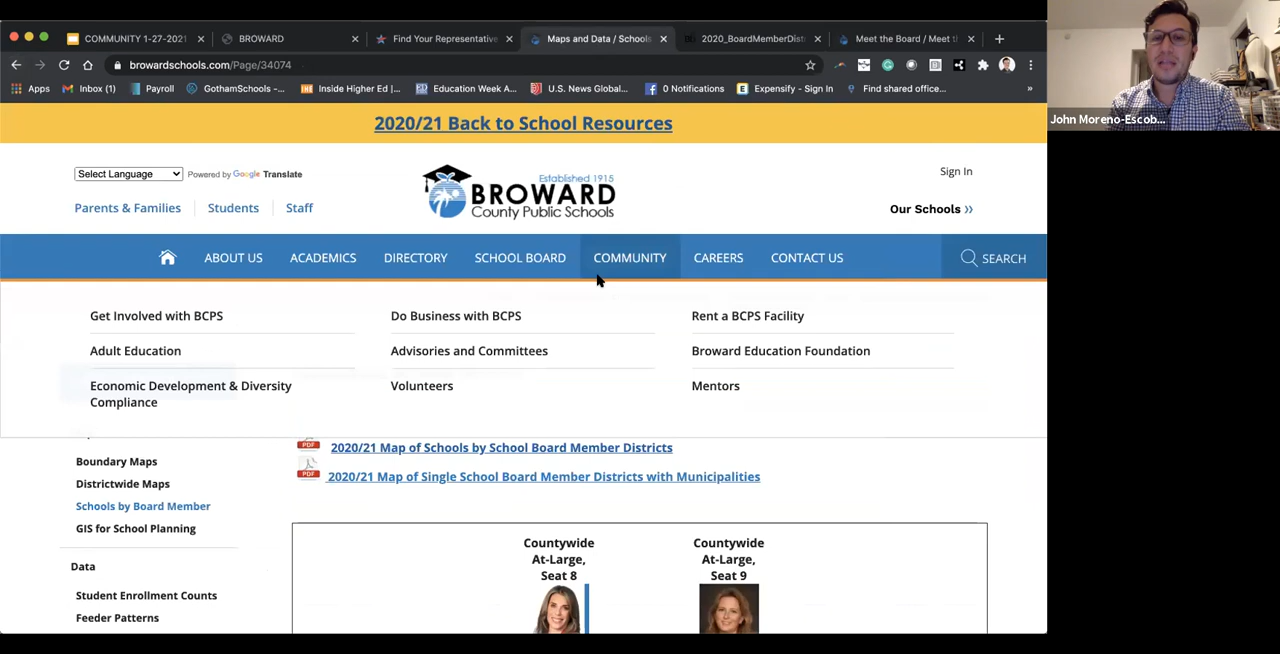 COMMUNITY 1-27-2021
BROWARD
Find Your Representative
Maps and Data / Schools
2020_BoardMemberDist
Meet the Board / Meet t
browardschools.com/Page/34074
Apps
Inbox (1)
Payroll
GothamSchools –...
Inside Higher Ed |...
Education Week A...
U.S. News Global...
0 Notifications
Expensify - Sign In
Find shared office...
»
2020/21 Back to School Resources
Select Language
Powered by Google Translate
Sign In
Parents & Families
Students
Staff
Established 1915
BROWARD
County Public Schools
Our Schools »
ABOUT US
ACADEMICS
DIRECTORY
SCHOOL BOARD
COMMUNITY
CAREERS
CONTACT US
SEARCH
Get Involved with BCPS
Do Business with BCPS
Rent a BCPS Facility
Adult Education
Advisories and Committees
Broward Education Foundation
Economic Development & Diversity
Compliance
Volunteers
Mentors
PDF
2020/21 Map of Schools by School Board Member Districts
PDF
2020/21 Map of Single School Board Member Districts with Municipalities
Boundary Maps
Districtwide Maps
Schools by Board Member
GIS for School Planning
Data
Student Enrollment Counts
Feeder Patterns
Countywide
At-Large,
Seat 8
Countywide
At-Large,
Seat 9
John Moreno-Escob...